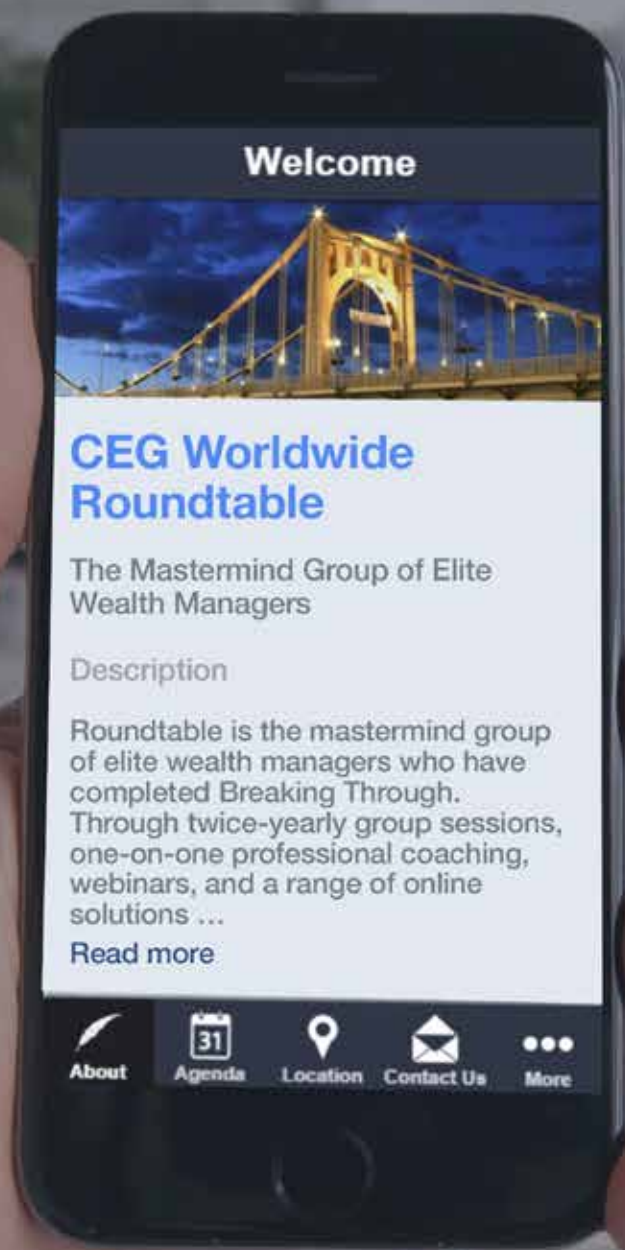 Welcome
CEG Worldwide
Roundtable
The Mastermind Group of Elite
Wealth Managers
Description
Roundtable is the mastermind group
of elite wealth managers who have
completed Breaking Through.
Through twice-yearly group sessions,
one-on-one professional coaching,
webinars, and a range of online
solutions ...
Read more
31
About Agenda Location Contact Us More